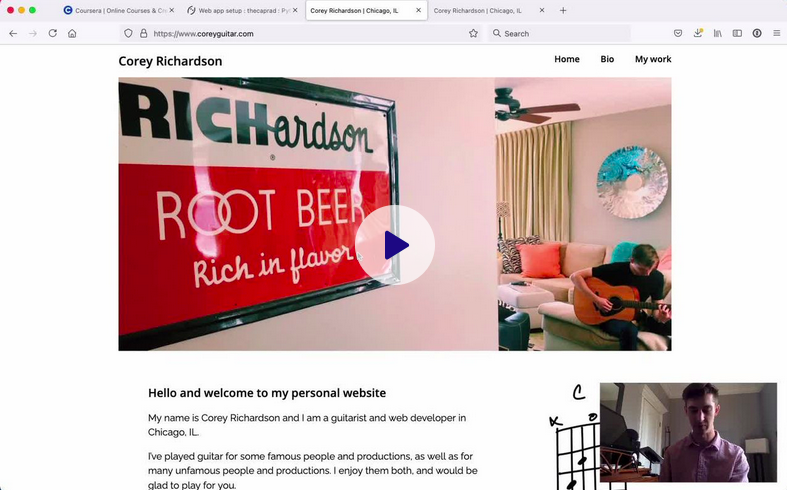 Coursera | Online Courses & Cre
Web app setup : thecaprad : Pyt
Corey Richardson | Chicago, IL
Corey Richardson | Chicago, IL
https://www.coreyguitar.com
Search
Corey Richardson
Home Bio My work
RICHardson
®
ROOT BEER
Rich in flavor
Hello and welcome to my personal website
My name is Corey Richardson and I am a guitarist and web developer in
Chicago, IL.
I've played guitar for some famous people and productions, as well as for
many unfamous people and productions. I enjoy them both, and would be
glad to play for you.
C
x o